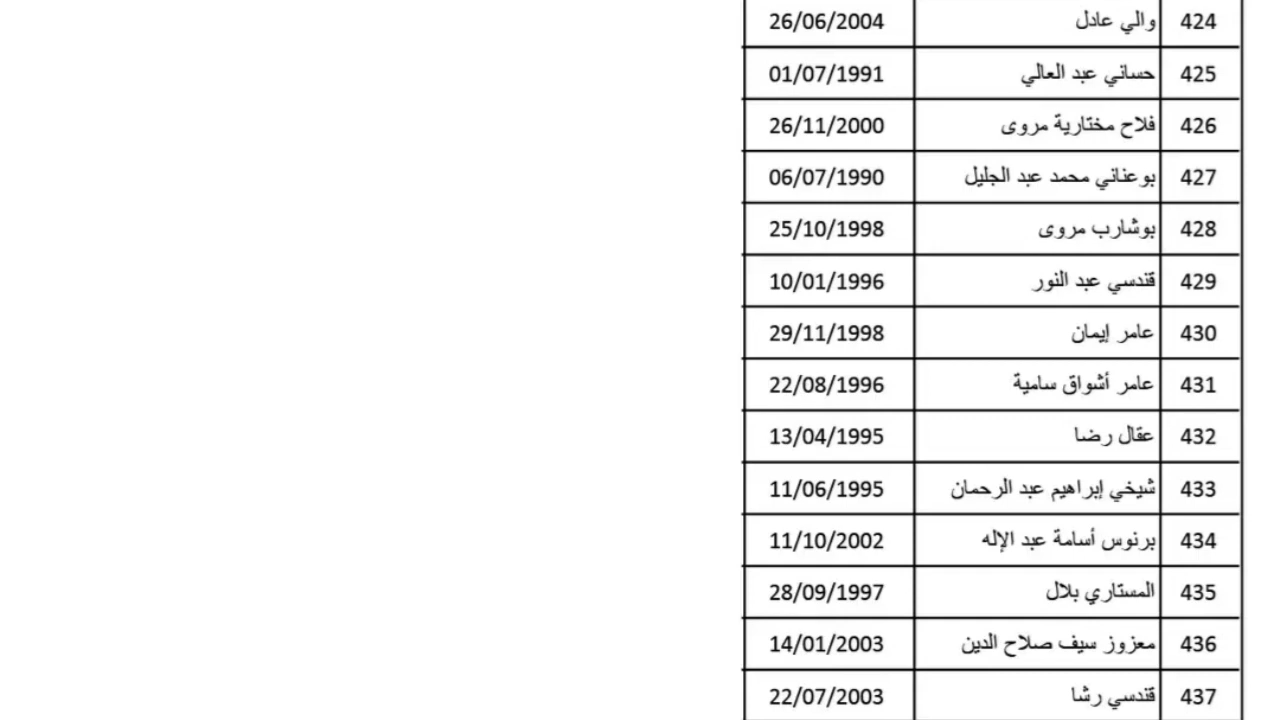 424 والي عادل 26/06/2004
425 حساني عبد العالي 01/07/1991
426 فلاح مختارية مروى 26/11/2000
427 بوعناني محمد عبد الجليل 06/07/1990
428 بوشارب مروى 25/10/1998
429 قندسي عبد النور 10/01/1996
430 عامر إيمان 29/11/1998
431 عامر أشواق سامية 22/08/1996
432 عقال رضا 13/04/1995
433 شيخي إبراهيم عبد الرحمان 11/06/1995
434 برنوس أسامة عبد الإله 11/10/2002
435 المستاري بلال 28/09/1997
436 معزوز سيف صلاح الدين 14/01/2003
437 قندسي رشا 22/07/2003